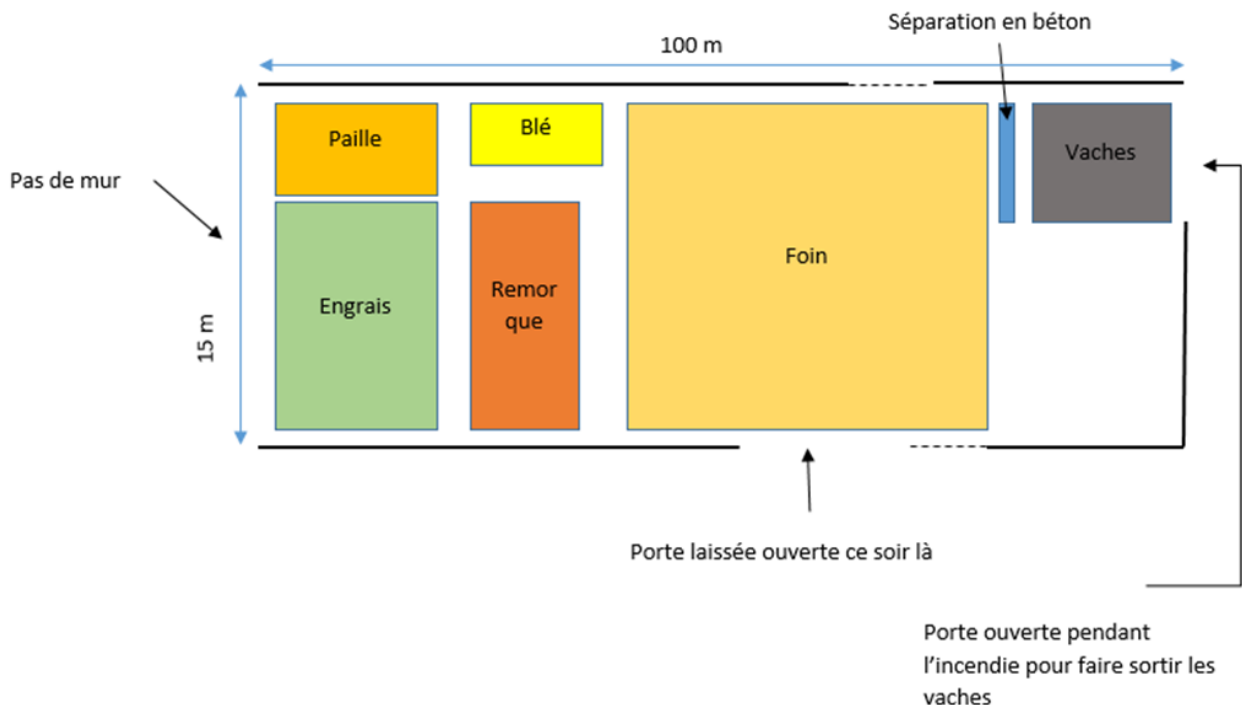 Séparation en béton
100 m
Paille
Blé
Vaches
Pas de mur
Foin
Engrais
Remor
que
15 m
Porte laissée ouverte ce soir là
Porte ouverte pendant
l'incendie pour faire sortir les
vaches